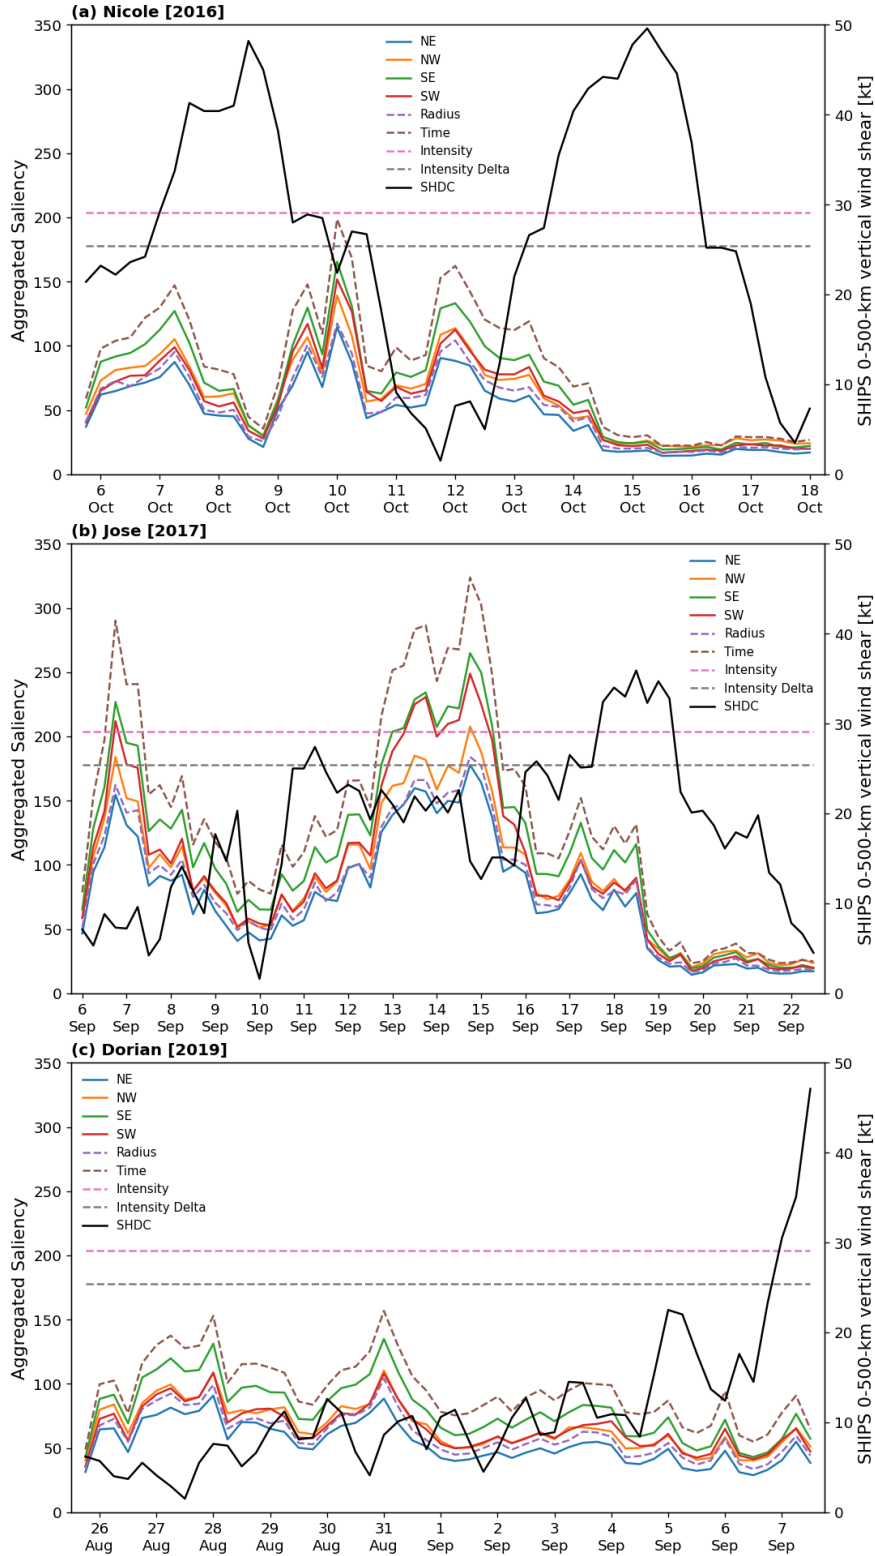 (a) Nicole [2016]
350
300
250
200
150
100
50
0
Aggregated Saliency
50
40
30
20
10
0
SHIPS 0-500-km vertical wind shear [kt]
NE
NW
SE
SW
Radius
Time
Intensity
Intensity Delta
SHDC
6 7 8 9 10 11 12 13 14 15 16 17 18
Oct Oct Oct Oct Oct Oct Oct Oct Oct Oct Oct Oct Oct
(b) Jose [2017]
350
300
250
200
150
100
50
0
Aggregated Saliency
50
40
30
20
10
0
SHIPS 0-500-km vertical wind shear [kt]
NE
NW
SE
SW
Radius
Time
Intensity
Intensity Delta
SHDC
6 7 8 9 10 11 12 13 14 15 16 17 18 19 20 21 22
Sep Sep Sep Sep Sep Sep Sep Sep Sep Sep Sep Sep Sep Sep Sep Sep Sep
(c) Dorian [2019]
350
300
250
200
150
100
50
0
Aggregated Saliency
50
40
30
20
10
0
SHIPS 0-500-km vertical wind shear [kt]
NE
NW
SE
SW
Radius
Time
Intensity
Intensity Delta
SHDC
26 27 28 29 30 31 1 2 3 4 5 6 7
Aug Aug Aug Aug Aug Aug Sep Sep Sep Sep Sep Sep Sep